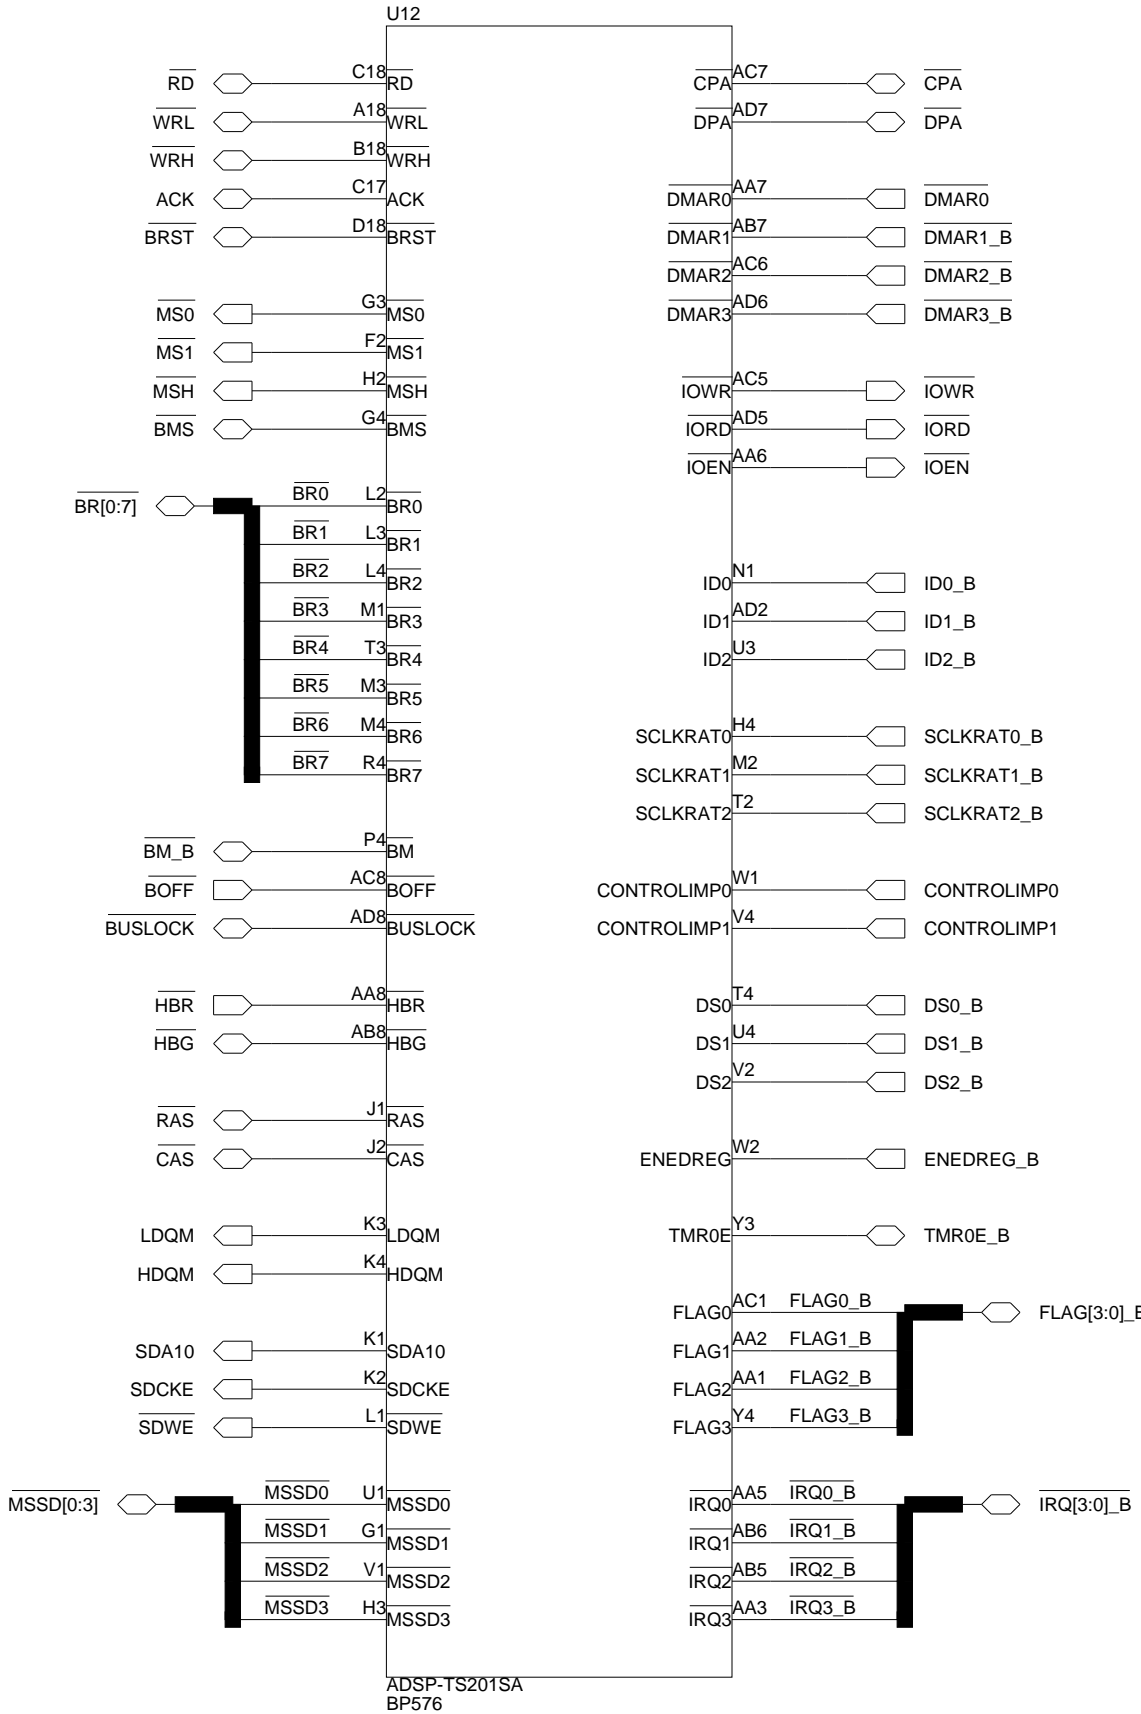 U12
RD C18 RD CPA AC7 CPA
WRL A18 WRL DPA AD7 DPA
WRH B18 WRH
ACK C17 ACK DMAR0 AA7 DMAR0
BRST D18 BRST DMAR1 AB7 DMAR1_B
DMAR2 AC6 DMAR2_B
MS0 G3 MS0 DMAR3 AD6 DMAR3_B
MS1 F2 MS1
MSH H2 MSH IOWR AC5 IOWR
BMS G4 BMS IORD AD5 IORD
IOEN AA6 IOEN
BR[0:7] BR0 L2 BR0
BR1 L3 BR1
BR2 L4 BR2 ID0 N1 ID0_B
BR3 M1 BR3 ID1 AD2 ID1_B
BR4 T3 BR4 ID2 U3 ID2_B
BR5 M3 BR5
BR6 M4 BR6 SCLKRAT0 H4 SCLKRAT0_B
BR7 R4 BR7 SCLKRAT1 M2 SCLKRAT1_B
SCLKRAT2 T2 SCLKRAT2_B
BM_B P4 BM
BOFF AC8 BOFF CONTROLIMP0 W1 CONTROLIMP0
BUSLOCK AD8 BUSLOCK CONTROLIMP1 V4 CONTROLIMP1
HBR AA8 HBR DS0 T4 DS0_B
HBG AB8 HBG DS1 U4 DS1_B
DS2 V2 DS2_B
RAS J1 RAS
CAS J2 CAS ENEDREG W2 ENEDREG_B
LDQM K3 LDQM TMR0E Y3 TMR0E_B
HDQM K4 HDQM
FLAG0 AC1 FLAG0_B FLAG[3:0]_B
SDA10 K1 SDA10 FLAG1 AA2 FLAG1_B
SDCKE K2 SDCKE FLAG2 AA1 FLAG2_B
SDWE L1 SDWE FLAG3 Y4 FLAG3_B
MSSD[0:3] MSSD0 U1 MSSD0 IRQ0 AA5 IRQ0_B IRQ[3:0]_B
MSSD1 G1 MSSD1 IRQ1 AB6 IRQ1_B
MSSD2 V1 MSSD2 IRQ2 AB5 IRQ2_B
MSSD3 H3 MSSD3 IRQ3 AA3 IRQ3_B
ADSP-TS201SA
BP576